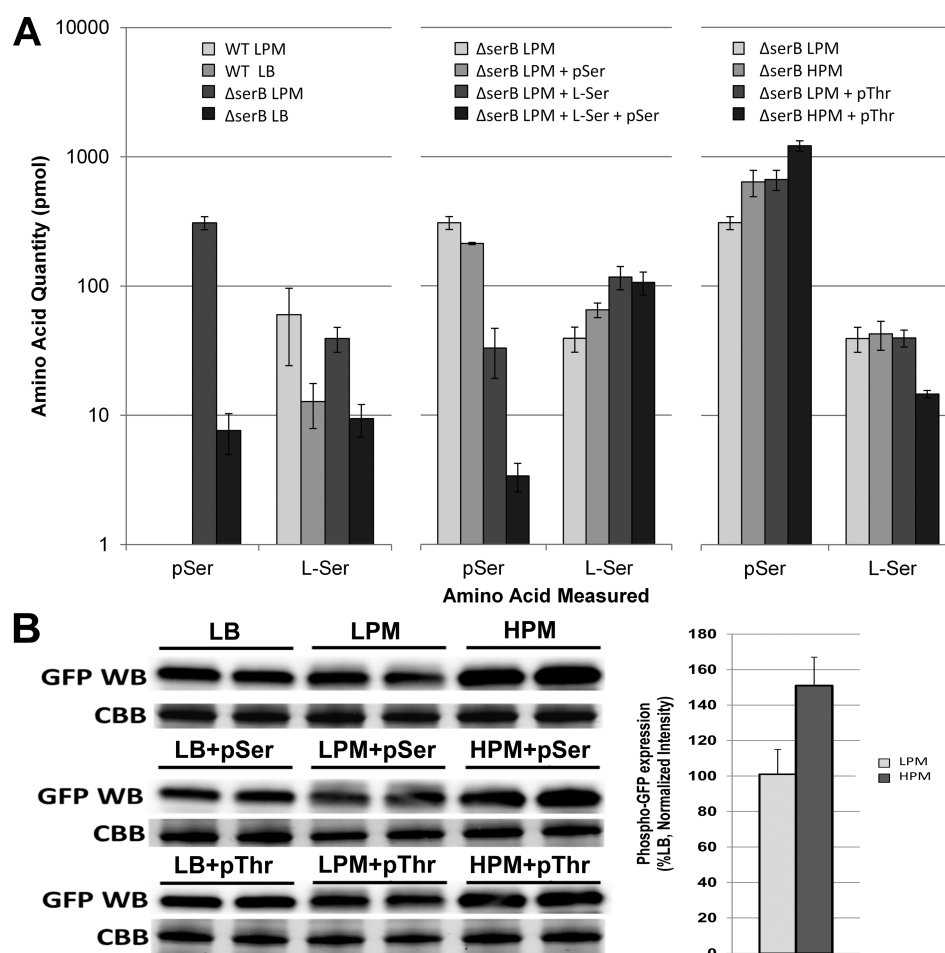 A
10000
1000
100
10
1
Amino Acid Quantity (pmol)
WT LPM
WT LB
ΔserB LPM
ΔserB LB
ΔserB LPM
ΔserB LPM + pSer
ΔserB LPM + L-Ser
ΔserB LPM + L-Ser + pSer
ΔserB LPM
ΔserB HPM
ΔserB LPM + pThr
ΔserB HPM + pThr
pSer L-Ser pSer L-Ser pSer L-Ser
Amino Acid Measured
B
LB LPM HPM
GFP WB
CBB
LB+pSer LPM+pSer HPM+pSer
GFP WB
CBB
LB+pThr LPM+pThr HPM+pThr
GFP WB
CBB
Phospho-GFP expression
(%LB, Normalized Intensity)
180
160
140
120
100
80
60
40
20
0
LPM
HPM